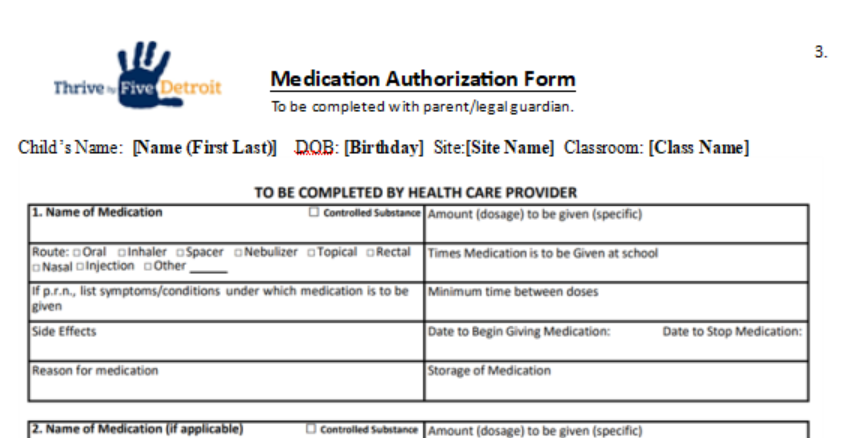 3.
Thrive by Five Detroit
Medication Authorization Form
To be completed with parent/legal guardian.
Child's Name: [Name (First Last)] DOB: [Birthday] Site:[Site Name] Classroom: [Class Name]
TO BE COMPLETED BY HEALTH CARE PROVIDER
1. Name of Medication ☐ Controlled Substance Amount (dosage) to be given (specific)
Route: □ Oral □ Inhaler □ Spacer □ Nebulizer □ Topical □ Rectal Times Medication is to be Given at school
□ Nasal □ Injection □ Other _____
If p.r.n., list symptoms/conditions under which medication is to be Minimum time between doses
given
Side Effects Date to Begin Giving Medication: Date to Stop Medication:
Reason for medication Storage of Medication
2. Name of Medication (if applicable) ☐ Controlled Substance Amount (dosage) to be given (specific)